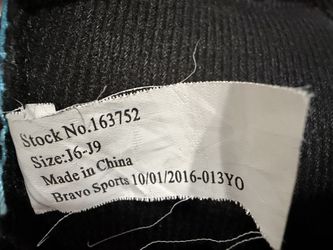 Stock No.163752
Size:J6-J9
Made in China
Bravo Sports 10/01/2016-013YO